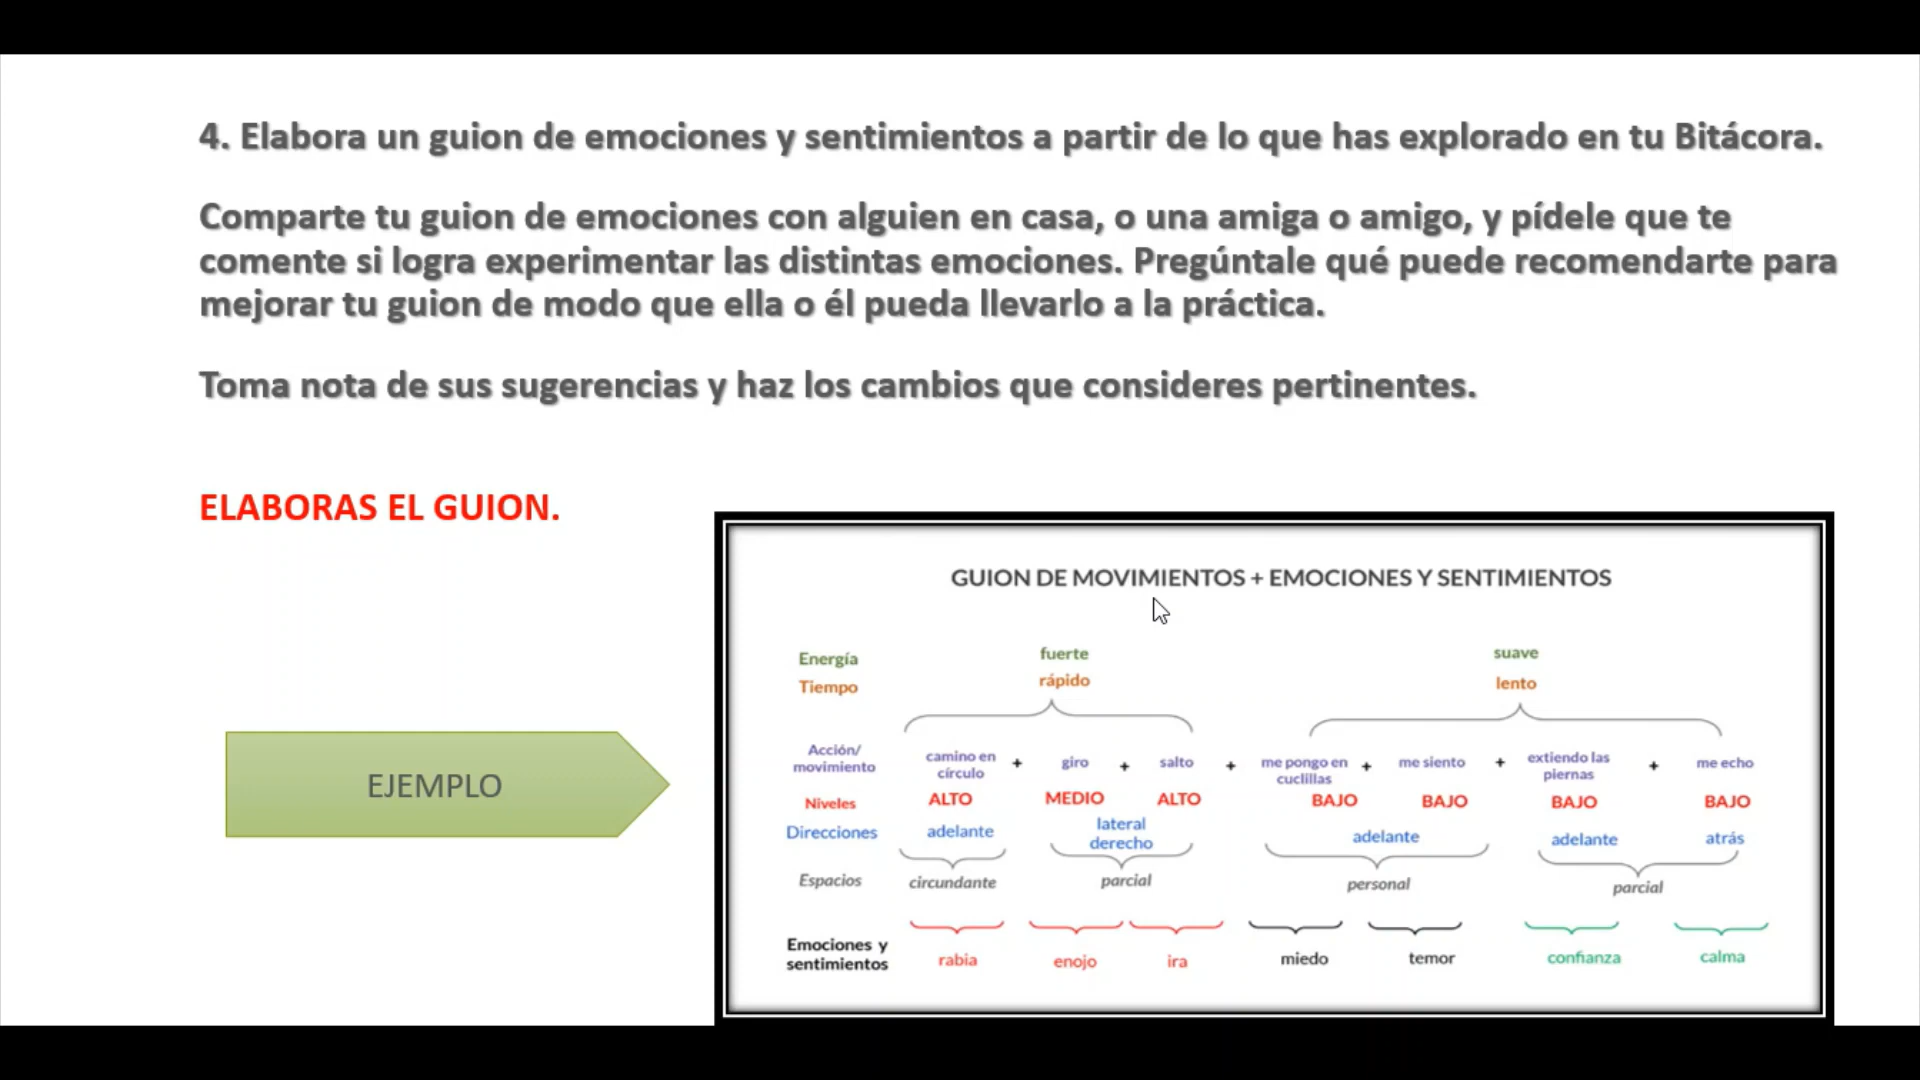 4. Elabora un guion de emociones y sentimientos a partir de lo que has explorado en tu Bitácora.
Comparte tu guion de emociones con alguien en casa, o una amiga o amigo, y pídele que te
comente si logra experimentar las distintas emociones. Pregúntale qué puede recomendarte para
mejorar tu guion de modo que ella o él pueda llevarlo a la práctica.
Toma nota de sus sugerencias y haz los cambios que consideres pertinentes.
ELABORAS EL GUION.
EJEMPLO
GUION DE MOVIMIENTOS + EMOCIONES Y SENTIMIENTOS
Energía fuerte suave
Tiempo rápido lento
Acción/
movimiento
camino en
círculo
+ giro + salto +
me pongo en
cuclillas
+ me siento +
extiendo las
piernas
+ me echo
Niveles ALTO MEDIO ALTO BAJO BAJO BAJO BAJO
Direcciones adelante
lateral
derecho
adelante adelante atrás
Espacios circundante parcial personal parcial
Emociones y
sentimientos
rabia enojo ira miedo temor confianza calma